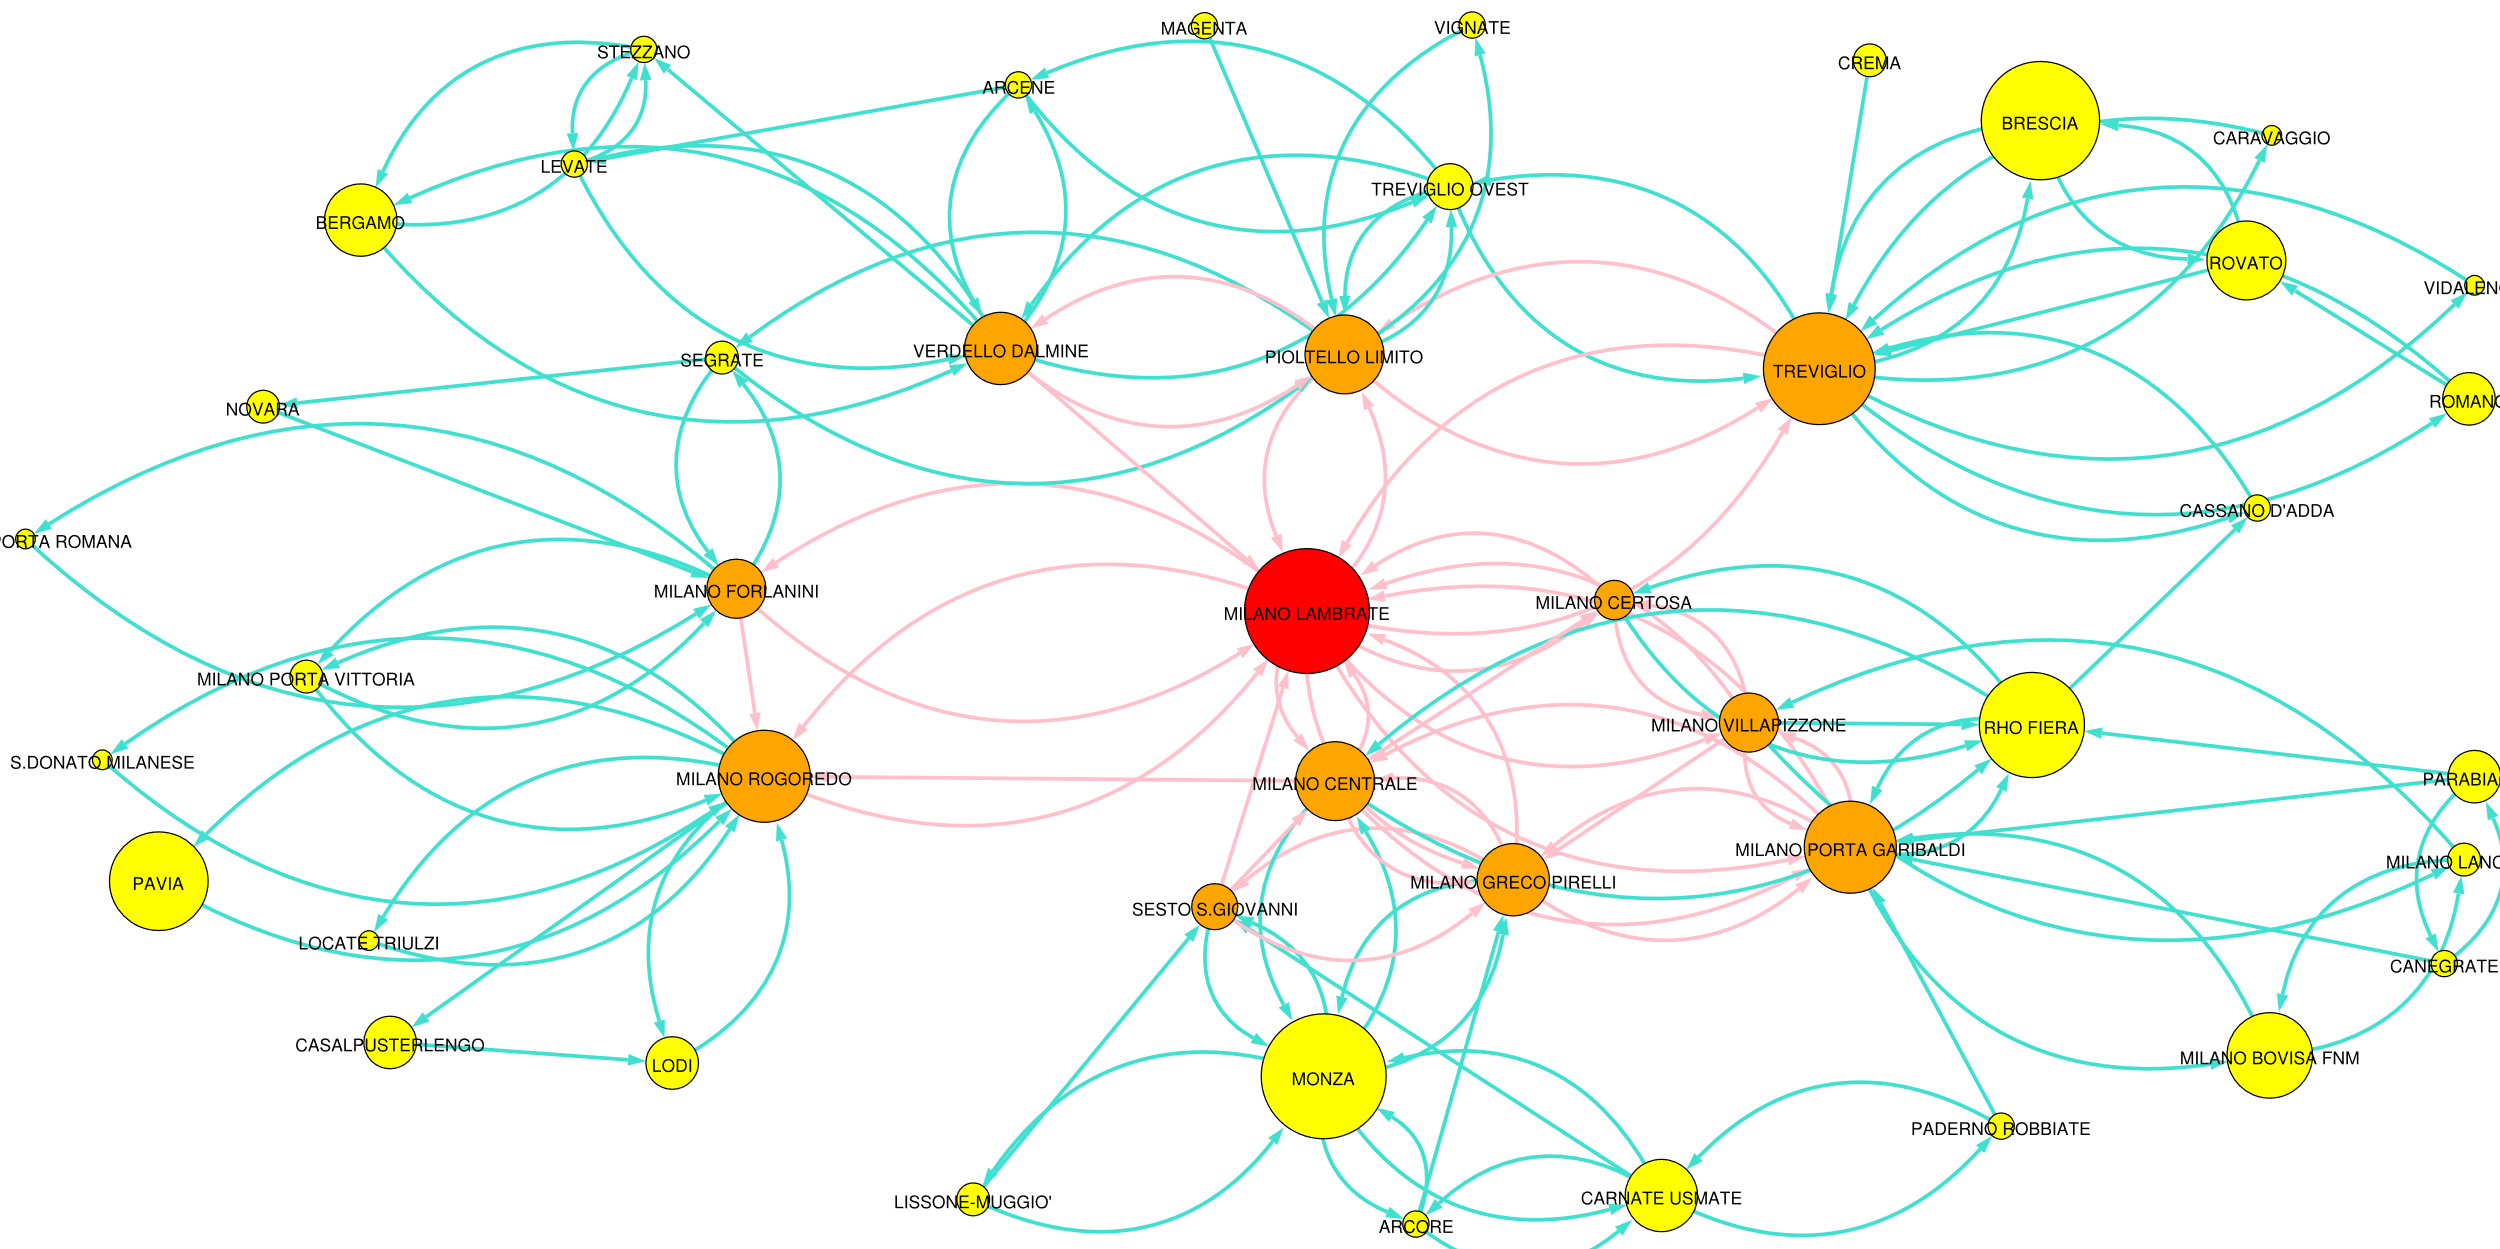 MAGENTA
VIGNATE
STEZZANO
CREMA
ARCENE
BRESCIA
CARAVAGGIO
LEVATE
TREVIGLIO OVEST
BERGAMO
ROVATO
VIDALENG
VERDELLO DALMINE
PIOLTELLO LIMITO
SEGRATE
TREVIGLIO
NOVARA
ROMANO
CASSANO D'ADDA
PORTA ROMANA
MILANO FORLANINI
MILANO CERTOSA
MILANO LAMBRATE
MILANO PORTA VITTORIA
MILANO VILLAPIZZONE
RHO FIERA
S.DONATO MILANESE
MILANO ROGOREDO
MILANO CENTRALE
PARABIAG
MILANO PORTA GARIBALDI
MILANO LANC
PAVIA
MILANO GRECO PIRELLI
SESTO S.GIOVANNI
LOCATE TRIULZI
CANEGRATE
CASALPUSTERLENGO
LODI
MILANO BOVISA FNM
MONZA
PADERNO ROBBIATE
LISSONE-MUGGIO'
CARNATE USMATE
ARCORE